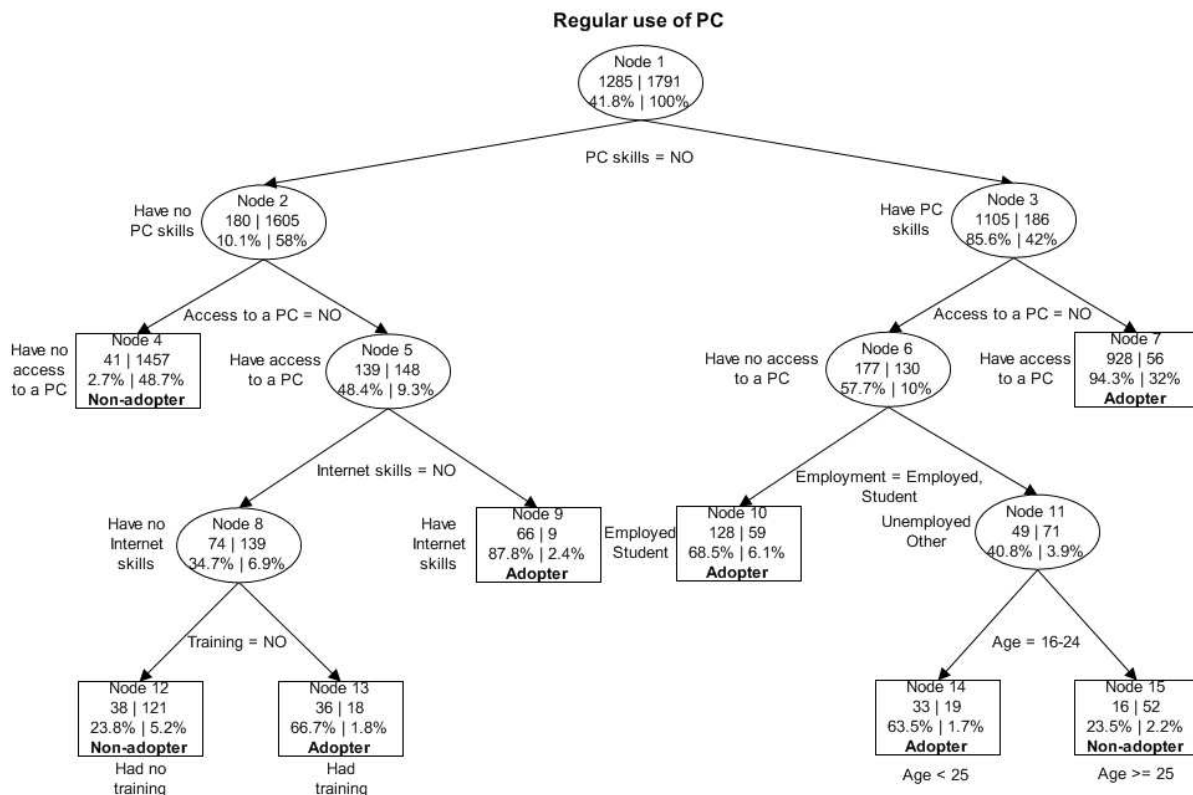 Regular use of PC
Node 1
1285 | 1791
41.8% | 100%
PC skills = NO
Have no
PC skills
Node 2
180 | 1605
10.1% | 58%
Have PC
skills
Node 3
1105 | 186
85.6% | 42%
Access to a PC = NO
Access to a PC = NO
Have no
access
to a PC
Node 4
41 | 1457
2.7% | 48.7%
Non-adopter
Have access
to a PC
Node 5
139 | 148
48.4% | 9.3%
Have no
access to a
PC
Node 6
177 | 130
57.7% | 10%
Have access
to a PC
Node 7
928 | 56
94.3% | 32%
Adopter
Internet skills = NO
Employment = Employed,
Student
Have no
Internet
skills
Node 8
74 | 139
34.7% | 6.9%
Have
Internet
skills
Node 9
66 | 9
87.8% | 2.4%
Adopter
Employed
Student
Node 10
128 | 59
68.5% | 6.1%
Adopter
Unemployed
Other
Node 11
49 | 71
40.8% | 3.9%
Training = NO
Age = 16-24
Node 12
38 | 121
23.8% | 5.2%
Non-adopter
Had no
training
Node 13
36 | 18
66.7% | 1.8%
Adopter
Had
training
Node 14
33 | 19
63.5% | 1.7%
Adopter
Age < 25
Node 15
16 | 52
23.5% | 2.2%
Non-adopter
Age >= 25